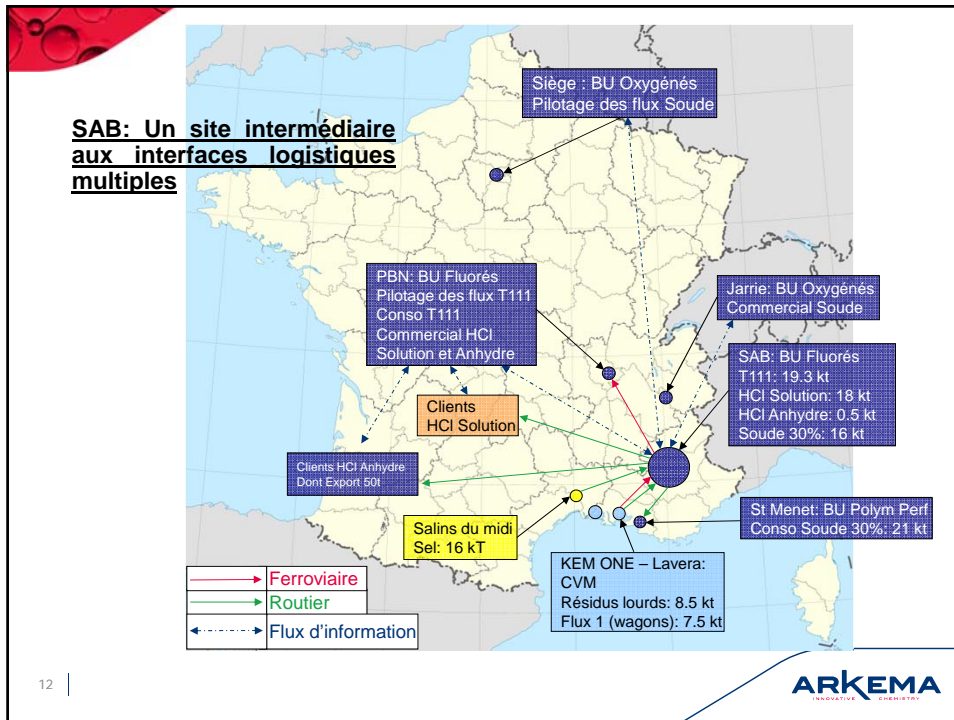 SAB: Un site intermédiaire
aux interfaces logistiques
multiples
Siège : BU Oxygénés
Pilotage des flux Soude
PBN: BU Fluorés
Pilotage des flux T111
Conso T111
Commercial HCl
Solution et Anhydre
Jarrie: BU Oxygénés
Commercial Soude
SAB: BU Fluorés
T111: 19.3 kt
HCl Solution: 18 kt
HCl Anhydre: 0.5 kt
Soude 30%: 16 kt
Clients
HCl Solution
Clients HCl Anhydre
Dont Export 50t
Salins du midi
Sel: 16 kT
St Menet: BU Polym Perf
Conso Soude 30%: 21 kt
KEM ONE – Lavera:
CVM
Résidus lourds: 8.5 kt
Flux 1 (wagons): 7.5 kt
Ferroviaire
Routier
Flux d'information
12
ARKEMA
INNOVATIVE CHEMISTRY